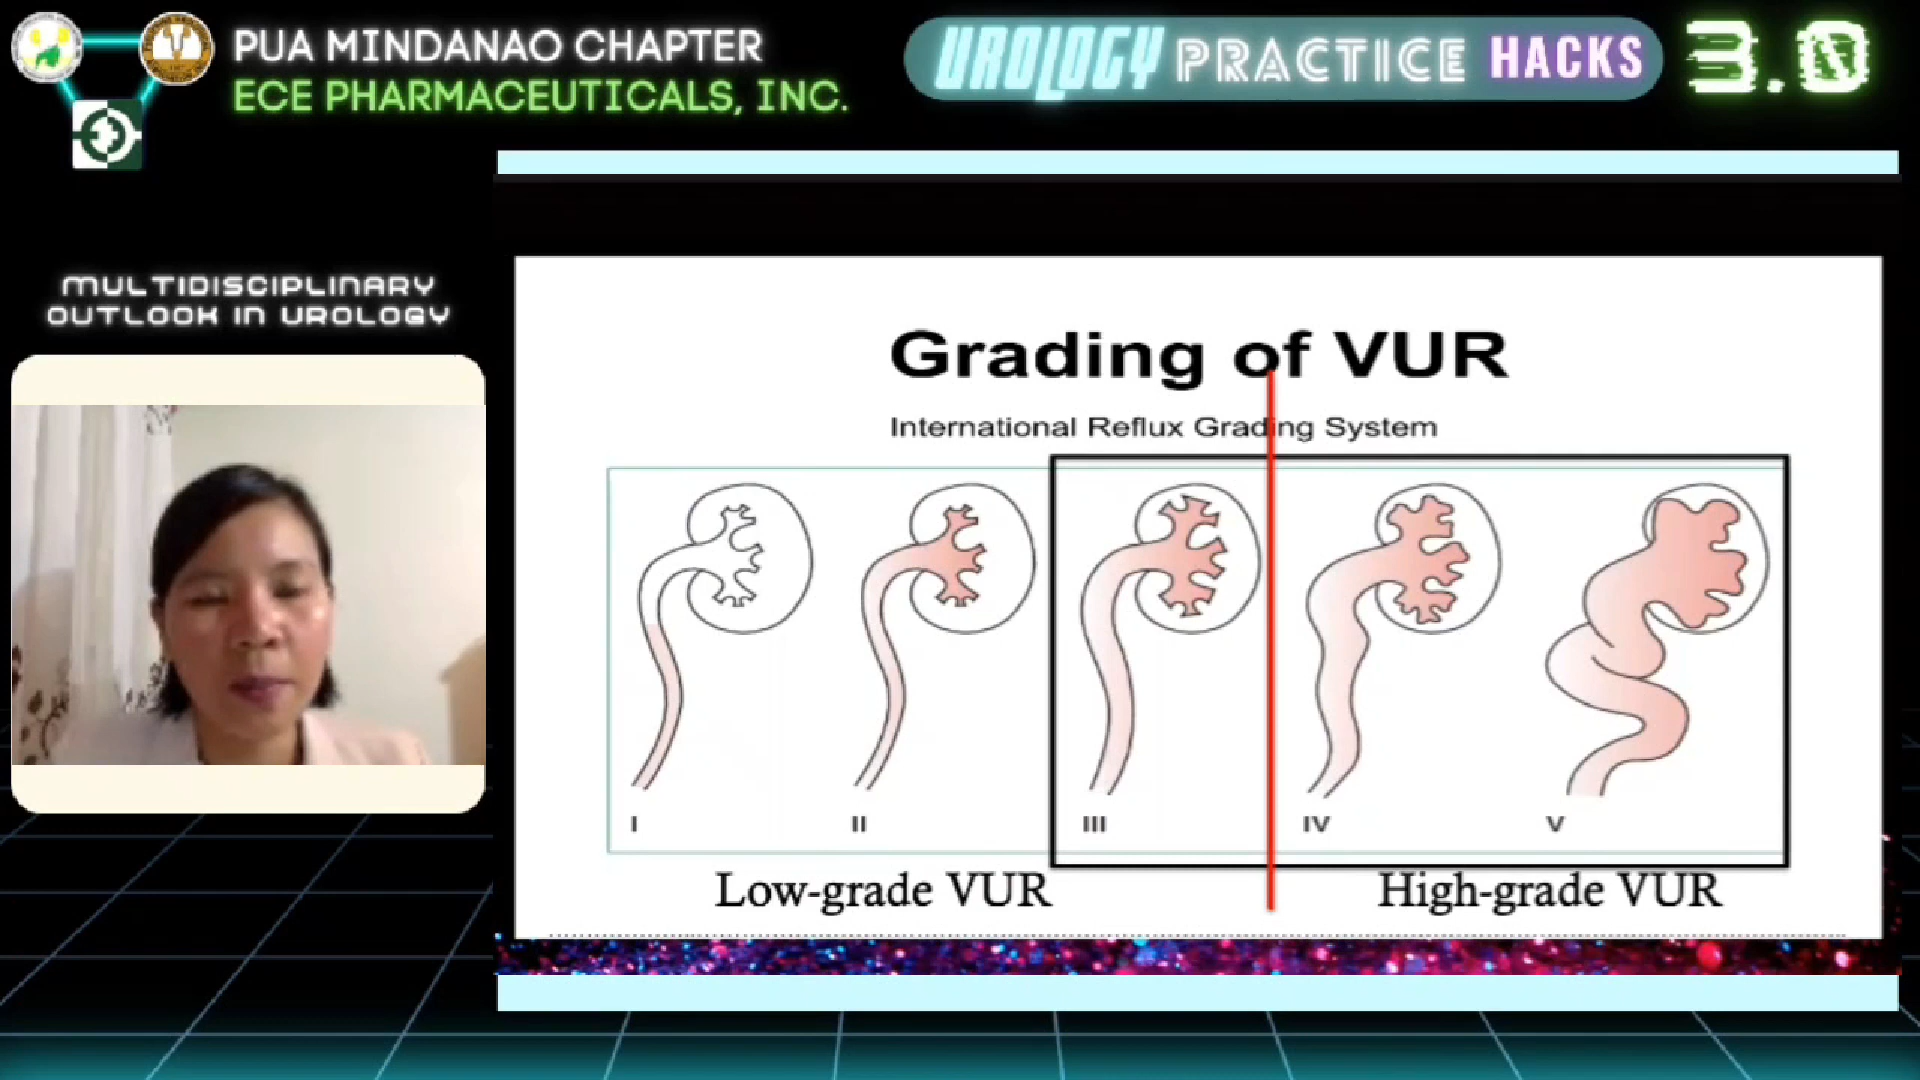 PUA MINDANAO CHAPTER
ECE PHARMACEUTICALS, INC.
UROLOGY PRACTICE HACKS 3.0
MULTIDISCIPLINARY
OUTLOOK IN UROLOGY
Grading of VUR
International Reflux Grading System
I II III IV V
Low-grade VUR High-grade VUR